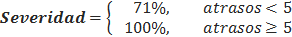 Severidad = { 71%, atrasos < 5
100%, atrasos ≥ 5